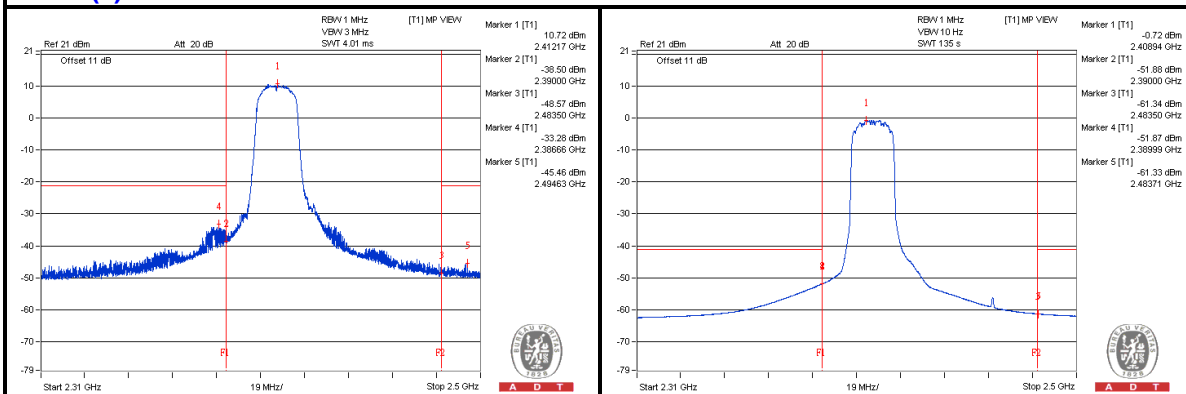 RBW 1 MHz
[T1] MP VIEW
VBW 3 MHz
Ref 21 dBm
Att 20 dB
SWT 4.01 ms
Marker 1 [T1]
10.72 dBm
2.41217 GHz
Marker 2 [T1]
-38.50 dBm
2.39000 GHz
Marker 3 [T1]
-48.57 dBm
2.48350 GHz
Marker 4 [T1]
-33.28 dBm
2.38666 GHz
Marker 5 [T1]
-45.46 dBm
2.49463 GHz
21
Offset 11 dB
10
0
-10
-20
-30
-40
-50
-60
-70
-79
1
4
2
3
5
F1
F2
Start 2.31 GHz
19 MHz/
Stop 2.5 GHz
BUREAU VERITAS
1828
A D T
RBW 1 MHz
[T1] MP VIEW
VBW 10 Hz
Ref 21 dBm
Att 20 dB
SWT 135 s
Marker 1 [T1]
-0.72 dBm
2.40894 GHz
Marker 2 [T1]
-51.88 dBm
2.39000 GHz
Marker 3 [T1]
-61.34 dBm
2.48350 GHz
Marker 4 [T1]
-51.87 dBm
2.38999 GHz
Marker 5 [T1]
-61.33 dBm
2.48371 GHz
21
Offset 11 dB
10
0
-10
-20
-30
-40
-50
-60
-70
-79
1
F1
F2
Start 2.31 GHz
19 MHz/
Stop 2.5 GHz
BUREAU VERITAS
1828
A D T